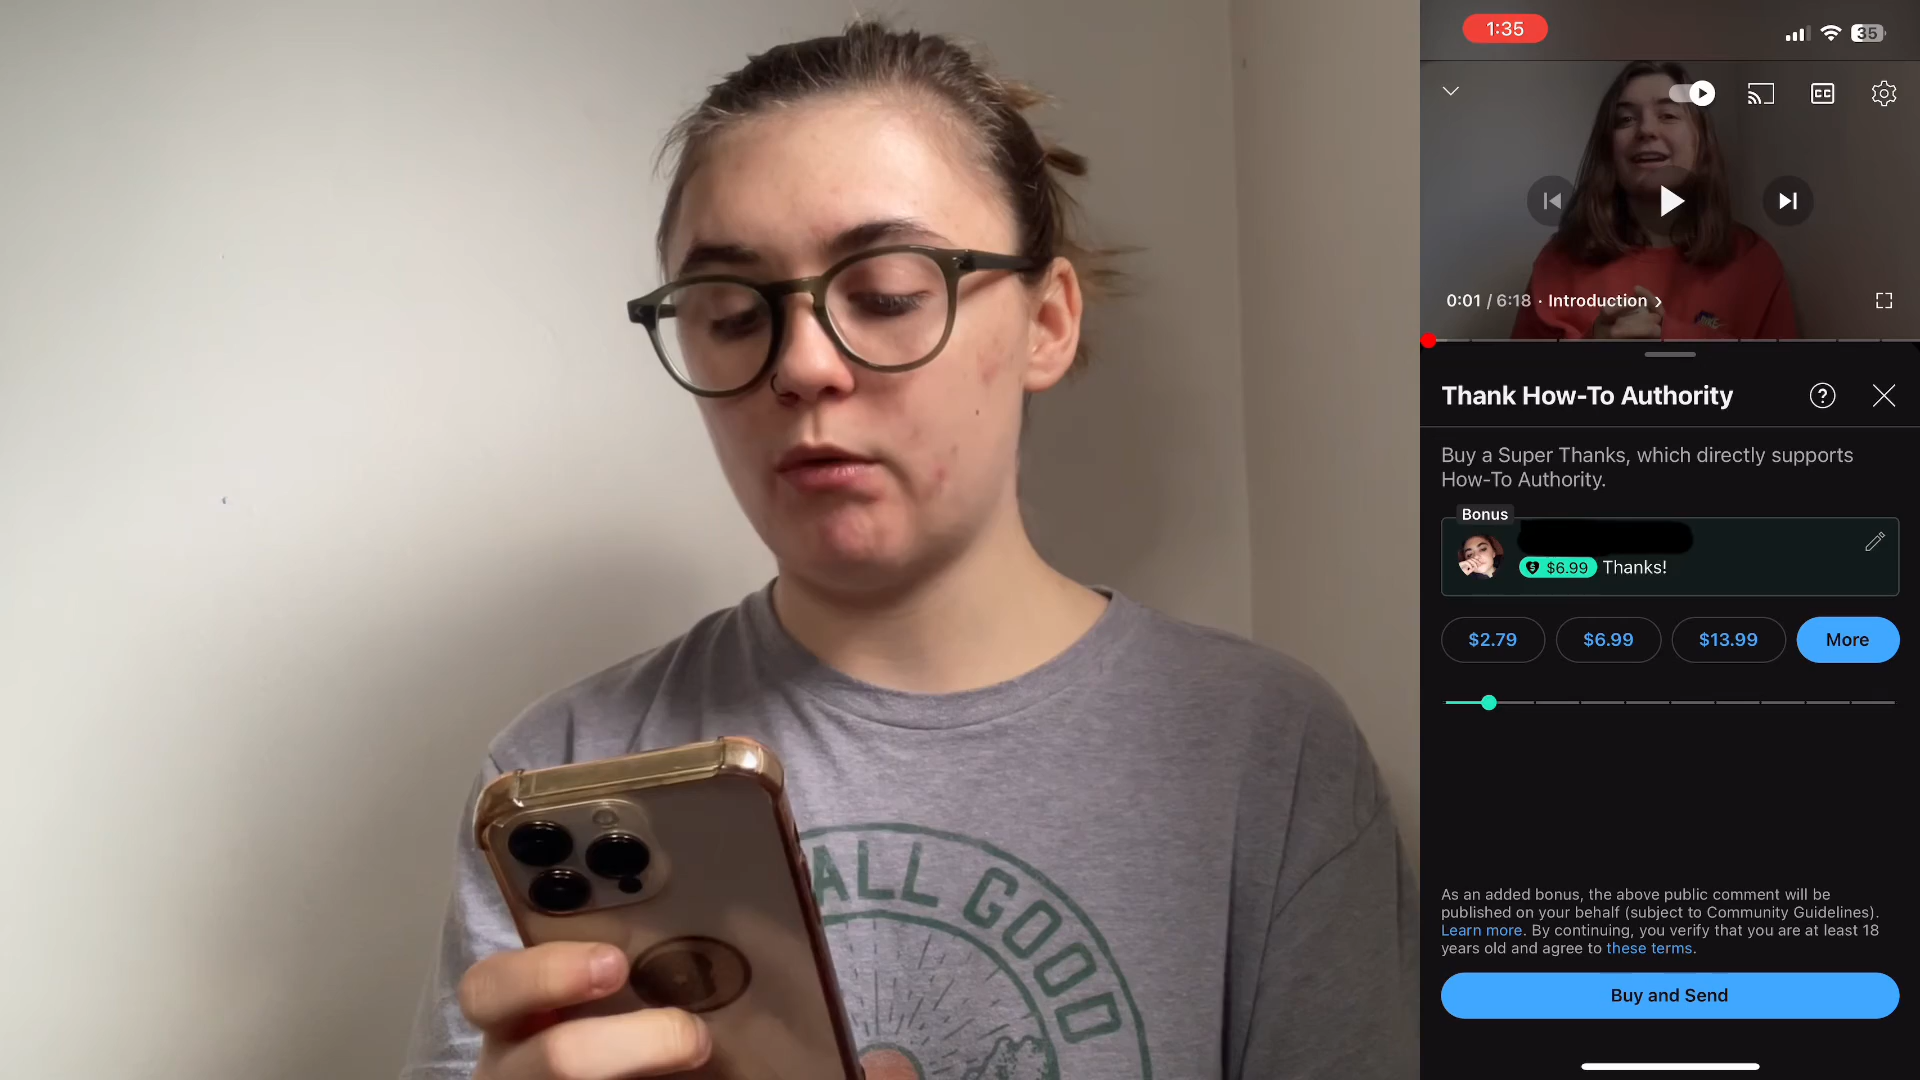 1:35
35
CC
0:01 / 6:18 · Introduction ›
Thank How-To Authority
?
Buy a Super Thanks, which directly supports
How-To Authority.
Bonus
$6.99 Thanks!
$2.79 $6.99 $13.99 More
As an added bonus, the above public comment will be
published on your behalf (subject to Community Guidelines).
Learn more. By continuing, you verify that you are at least 18
years old and agree to these terms.
Buy and Send
ALL GOOD